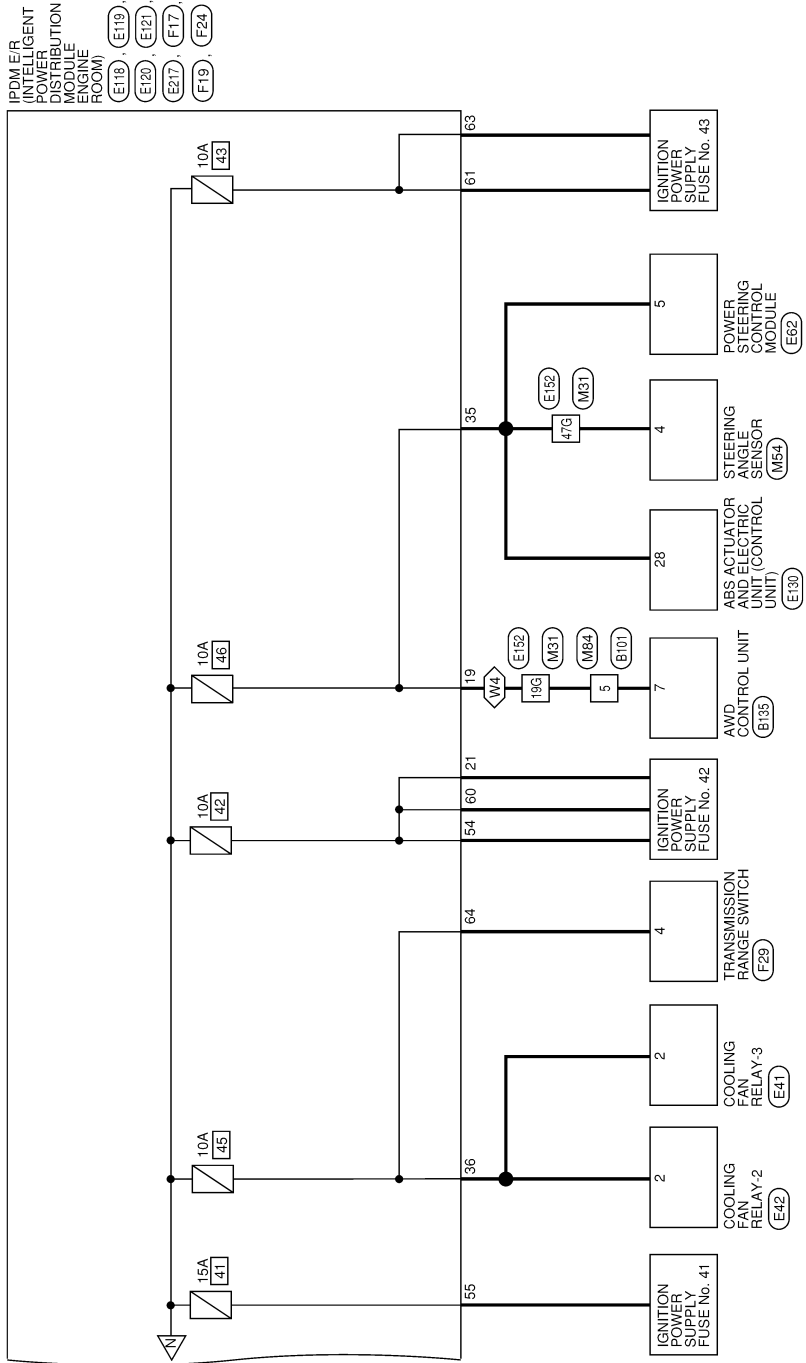 IPDM E/R
(INTELLIGENT
POWER
DISTRIBUTION
MODULE
ENGINE
ROOM)
E118 , E119 ,
E120 , E121 ,
E217 , F17 ,
F19 , F24
N
15A
41
10A
45
10A
42
10A
46
10A
43
55
36
64
54
60
21
19
35
61
63
W4
19G
E152
M31
5
M84
B101
47G
E152
M31
IGNITION
POWER
SUPPLY
FUSE No. 41
2
COOLING
FAN
RELAY-2
E42
2
COOLING
FAN
RELAY-3
E41
4
TRANSMISSION
RANGE SWITCH
F29
IGNITION
POWER
SUPPLY
FUSE No. 42
7
AWD
CONTROL UNIT
B135
28
ABS ACTUATOR
AND ELECTRIC
UNIT (CONTROL
UNIT)
E130
4
STEERING
ANGLE
SENSOR
M54
5
POWER
STEERING
CONTROL
MODULE
E62
IGNITION
POWER
SUPPLY
FUSE No. 43